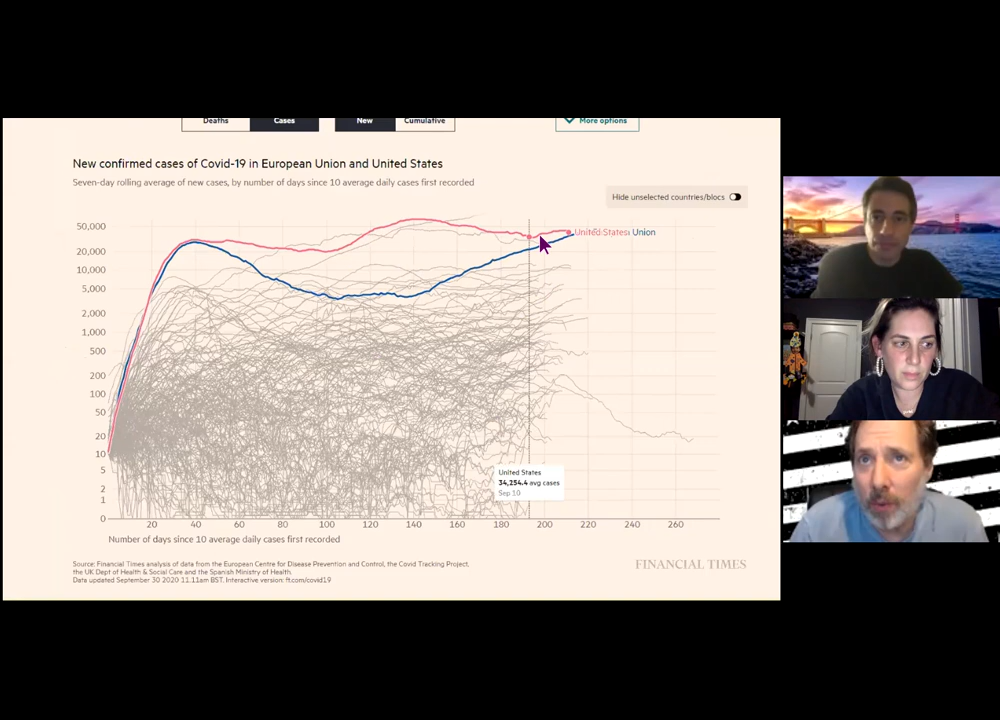 Deaths Cases New Cumulative More options
New confirmed cases of Covid-19 in European Union and United States
Seven-day rolling average of new cases, by number of days since 10 average daily cases first recorded
Hide unselected countries/blocs
50,000
20,000
10,000
5,000
2,000
1,000
500
200
100
50
20
10
5
2
1
0
United States Union
United States
34,254.4 avg cases
Sep 10
20 40 60 80 100 120 140 160 180 200 220 240 260
Number of days since 10 average daily cases first recorded
Source: Financial Times analysis of data from the European Centre for Disease Prevention and Control, the Covid Tracking Project,
the UK Dept of Health & Social Care and the Spanish Ministry of Health.
Data updated September 30 2020 11.11am BST. Interactive version: ft.com/covid19
FINANCIAL TIMES